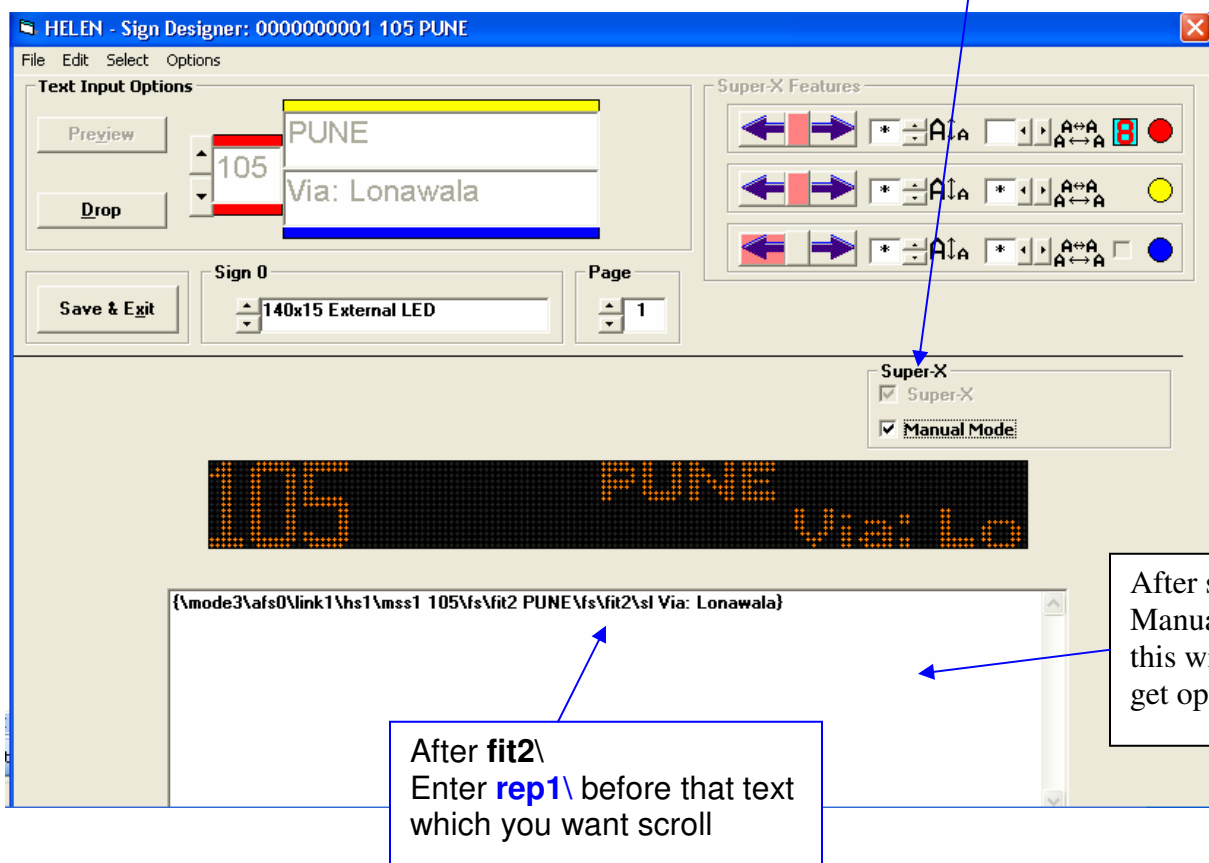 HELEN - Sign Designer: 0000000001 105 PUNE
File Edit Select Options
Text Input Options
Preview
Drop
105
PUNE
Via: Lonawala
Super-X Features
* A↕A A↔A A↔A 8
* A↕A * A↔A A↔A
* A↕A * A↔A A↔A
Save & Exit
Sign 0
140x15 External LED
Page
1
Super-X
Super-X
Manual Mode
105 PUNE
Via: Lo
{\mode3\afs0\link1\hs1\mss1 105\fs\fit2 PUNE\fs\fit2\sl Via: Lonawala}
After fit2\
Enter rep1\ before that text
which you want scroll
After
Manua
this wi
get op